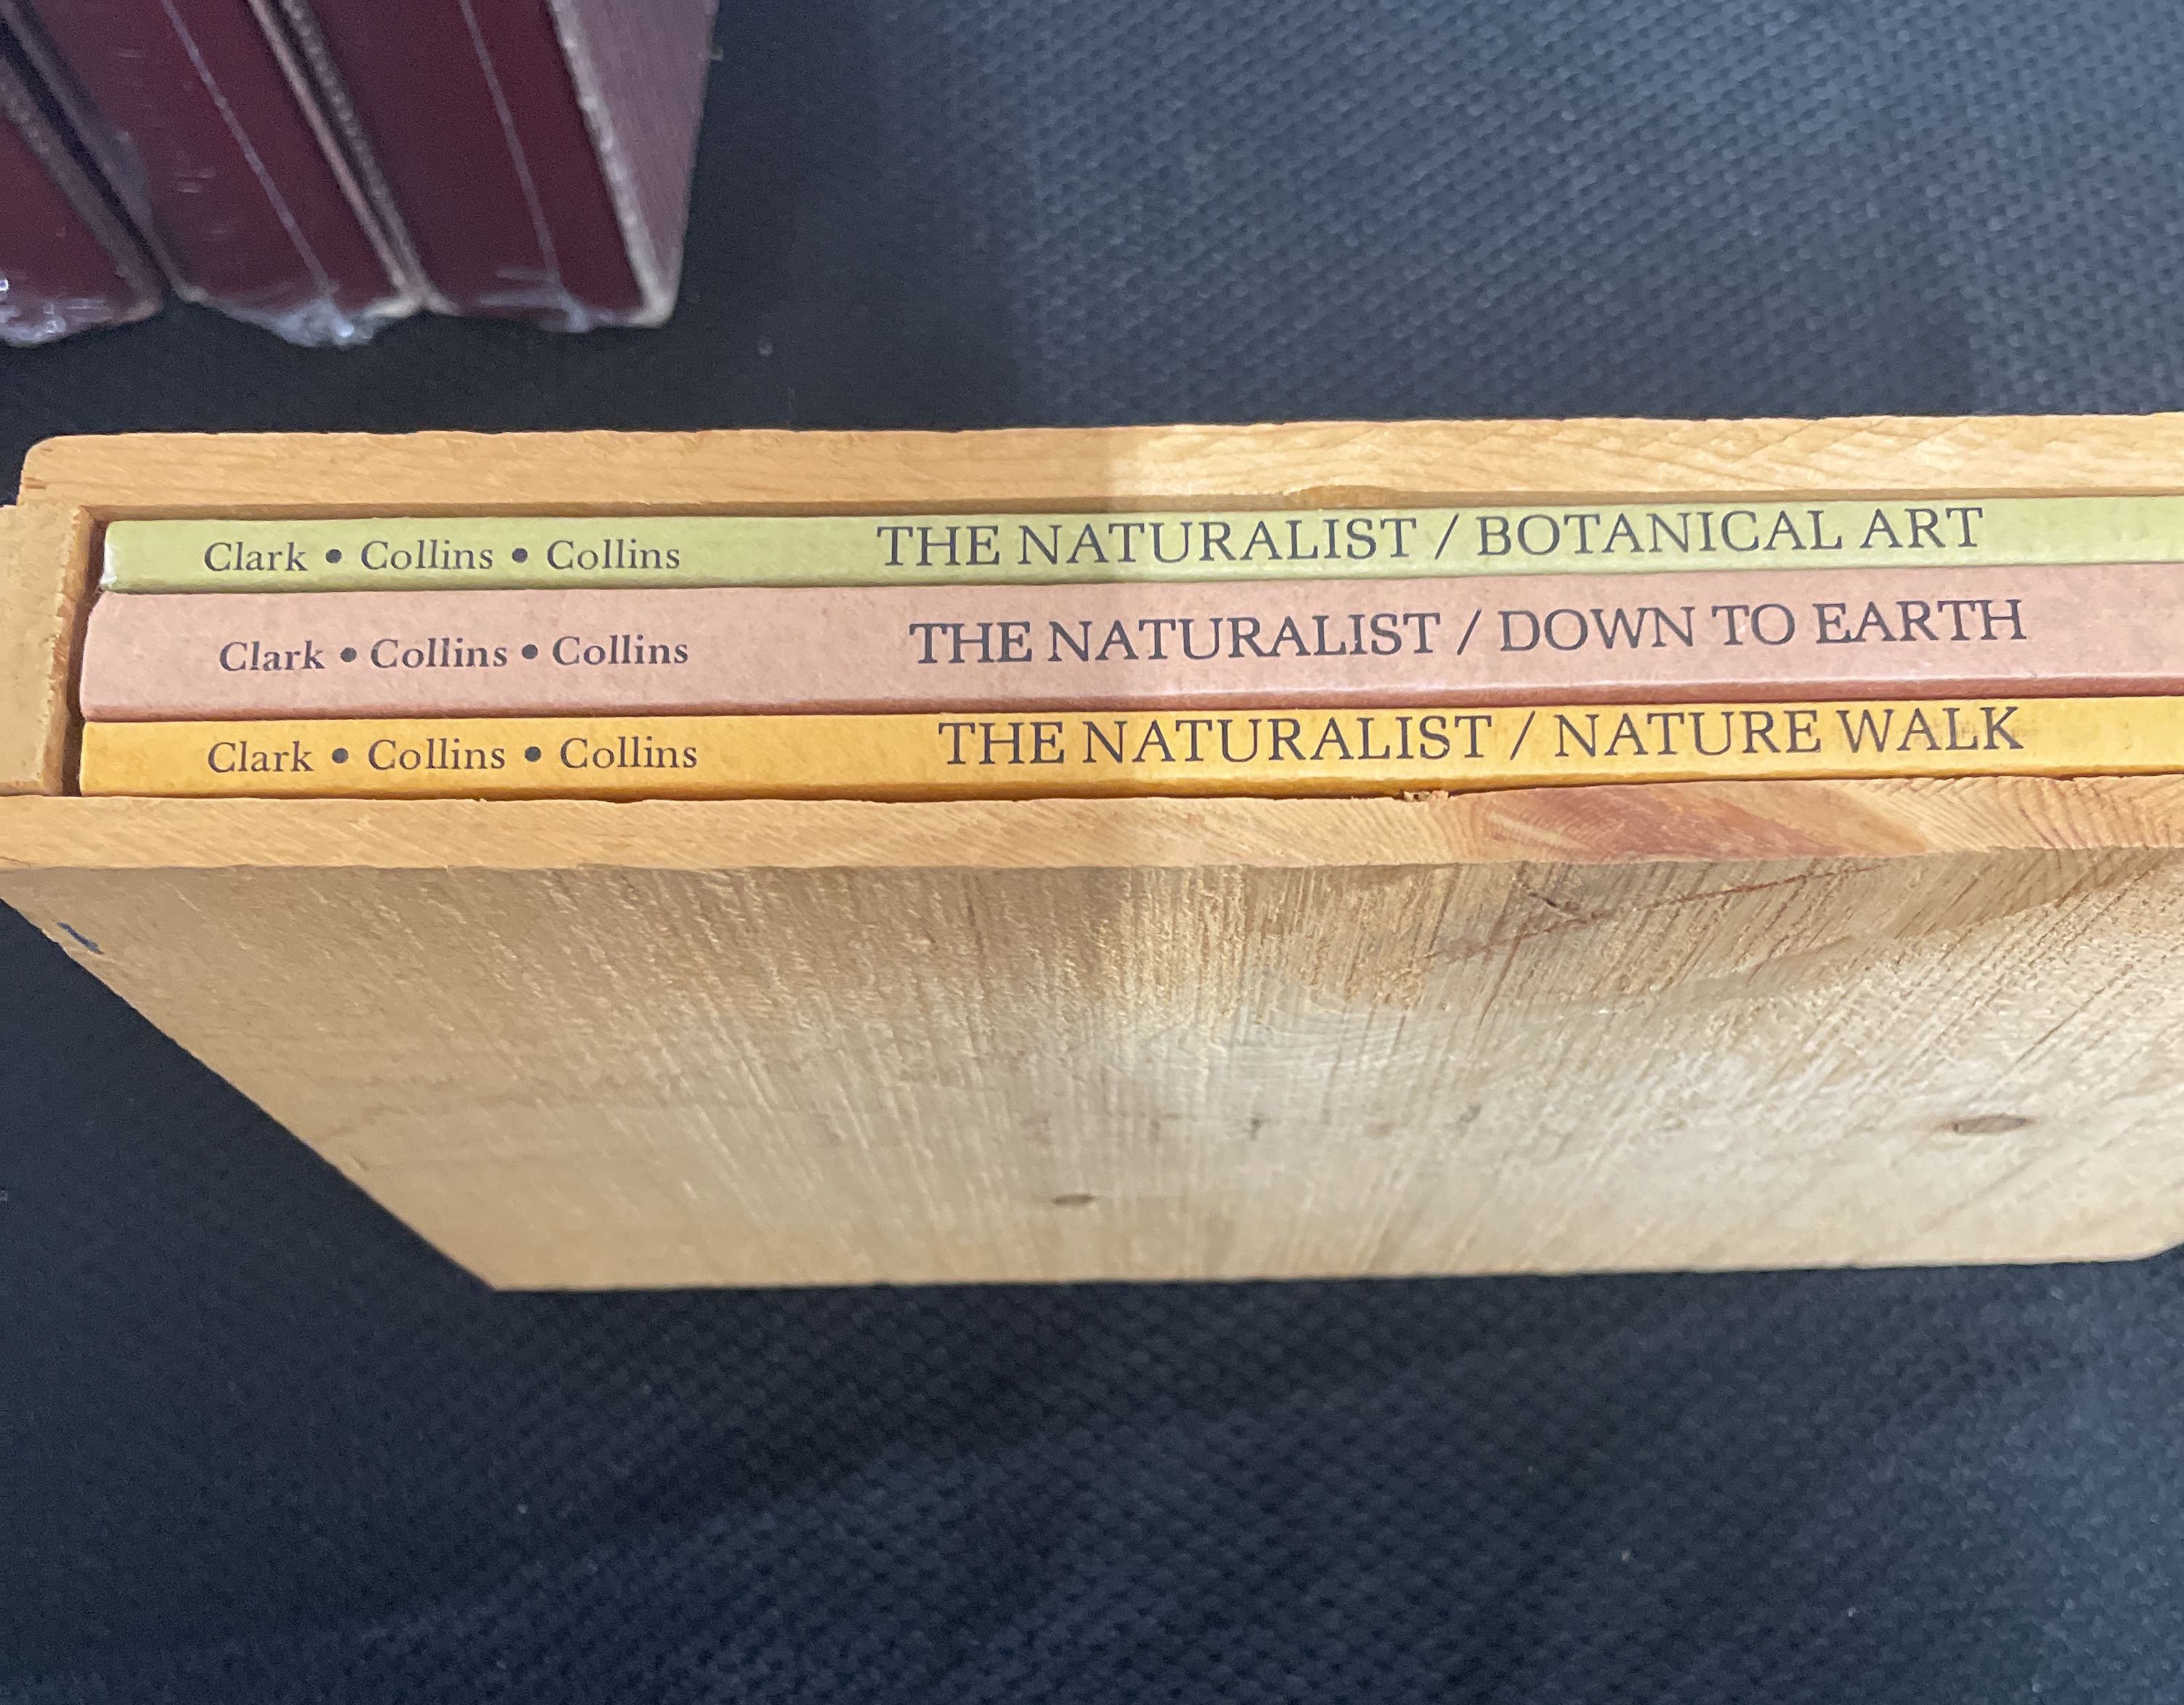 Clark • Collins • Collins THE NATURALIST / BOTANICAL ART
Clark • Collins • Collins THE NATURALIST / DOWN TO EARTH
Clark • Collins • Collins THE NATURALIST / NATURE WALK